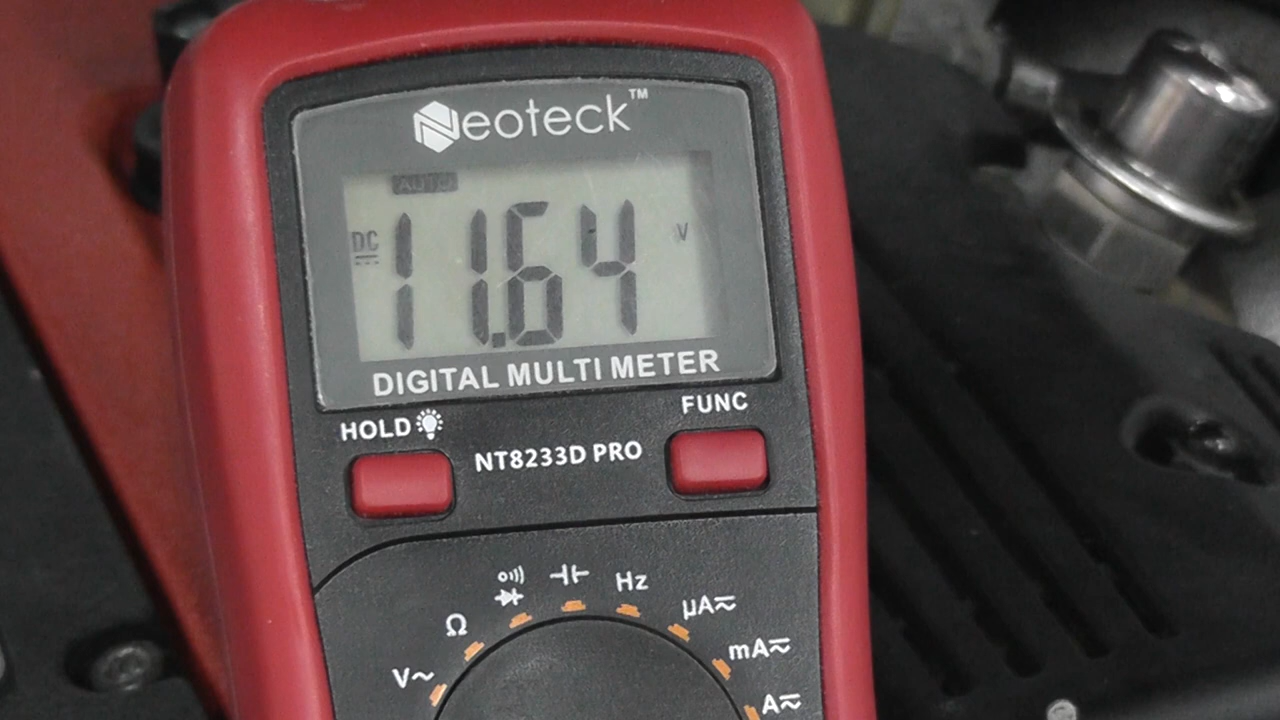 Neoteck™
AUTO
DC 11.64 V
DIGITAL MULTI METER
HOLD
FUNC
NT8233D PRO
Hz
Ω
μA
V~
mA
A